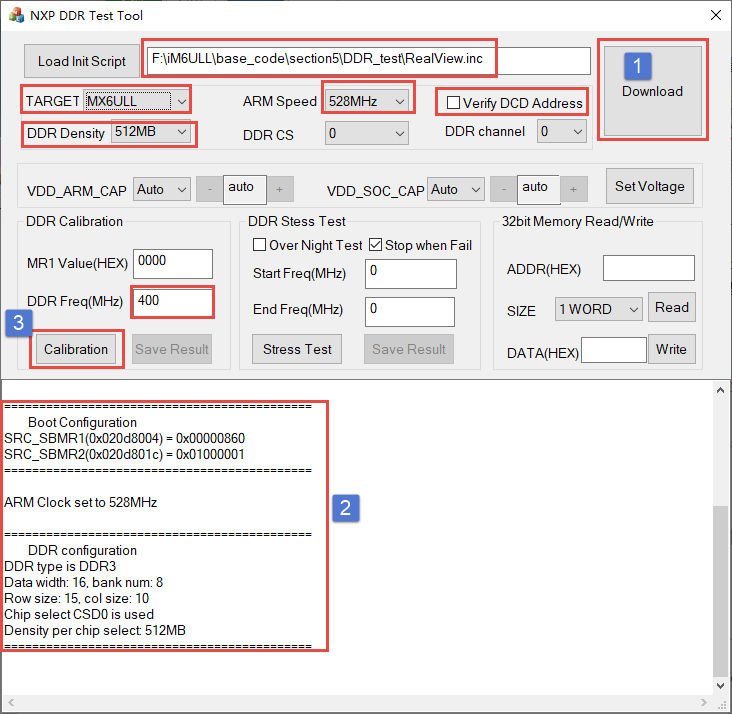 NXP DDR Test Tool
Load Init Script
F:\iM6ULL\base_code\section5\DDR_test\RealView.inc
1
Download
TARGET MX6ULL
ARM Speed 528MHz
Verify DCD Address
DDR Density 512MB
DDR CS 0
DDR channel 0
VDD_ARM_CAP Auto - auto +
VDD_SOC_CAP Auto - auto +
Set Voltage
DDR Calibration
MR1 Value(HEX) 0000
DDR Freq(MHz) 400
3
Calibration
Save Result
DDR Stess Test
Over Night Test Stop when Fail
Start Freq(MHz) 0
End Freq(MHz) 0
Stress Test
Save Result
32bit Memory Read/Write
ADDR(HEX)
SIZE 1 WORD Read
DATA(HEX) Write
============================================
Boot Configuration
SRC_SBMR1(0x020d8004) = 0x00000860
SRC_SBMR2(0x020d801c) = 0x01000001
============================================
ARM Clock set to 528MHz
2
============================================
DDR configuration
DDR type is DDR3
Data width: 16, bank num: 8
Row size: 15, col size: 10
Chip select CSD0 is used
Density per chip select: 512MB
============================================